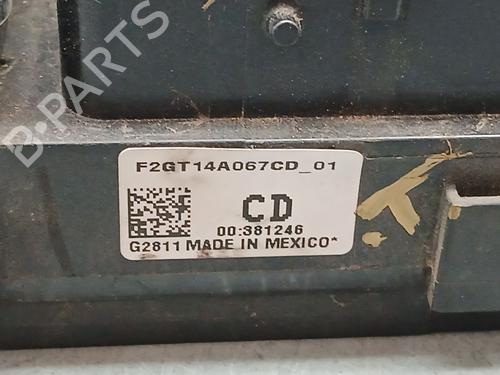 B-PARTS
F2GT14A067CD_01
CD
00:381246
G2811 MADE IN MEXICO*